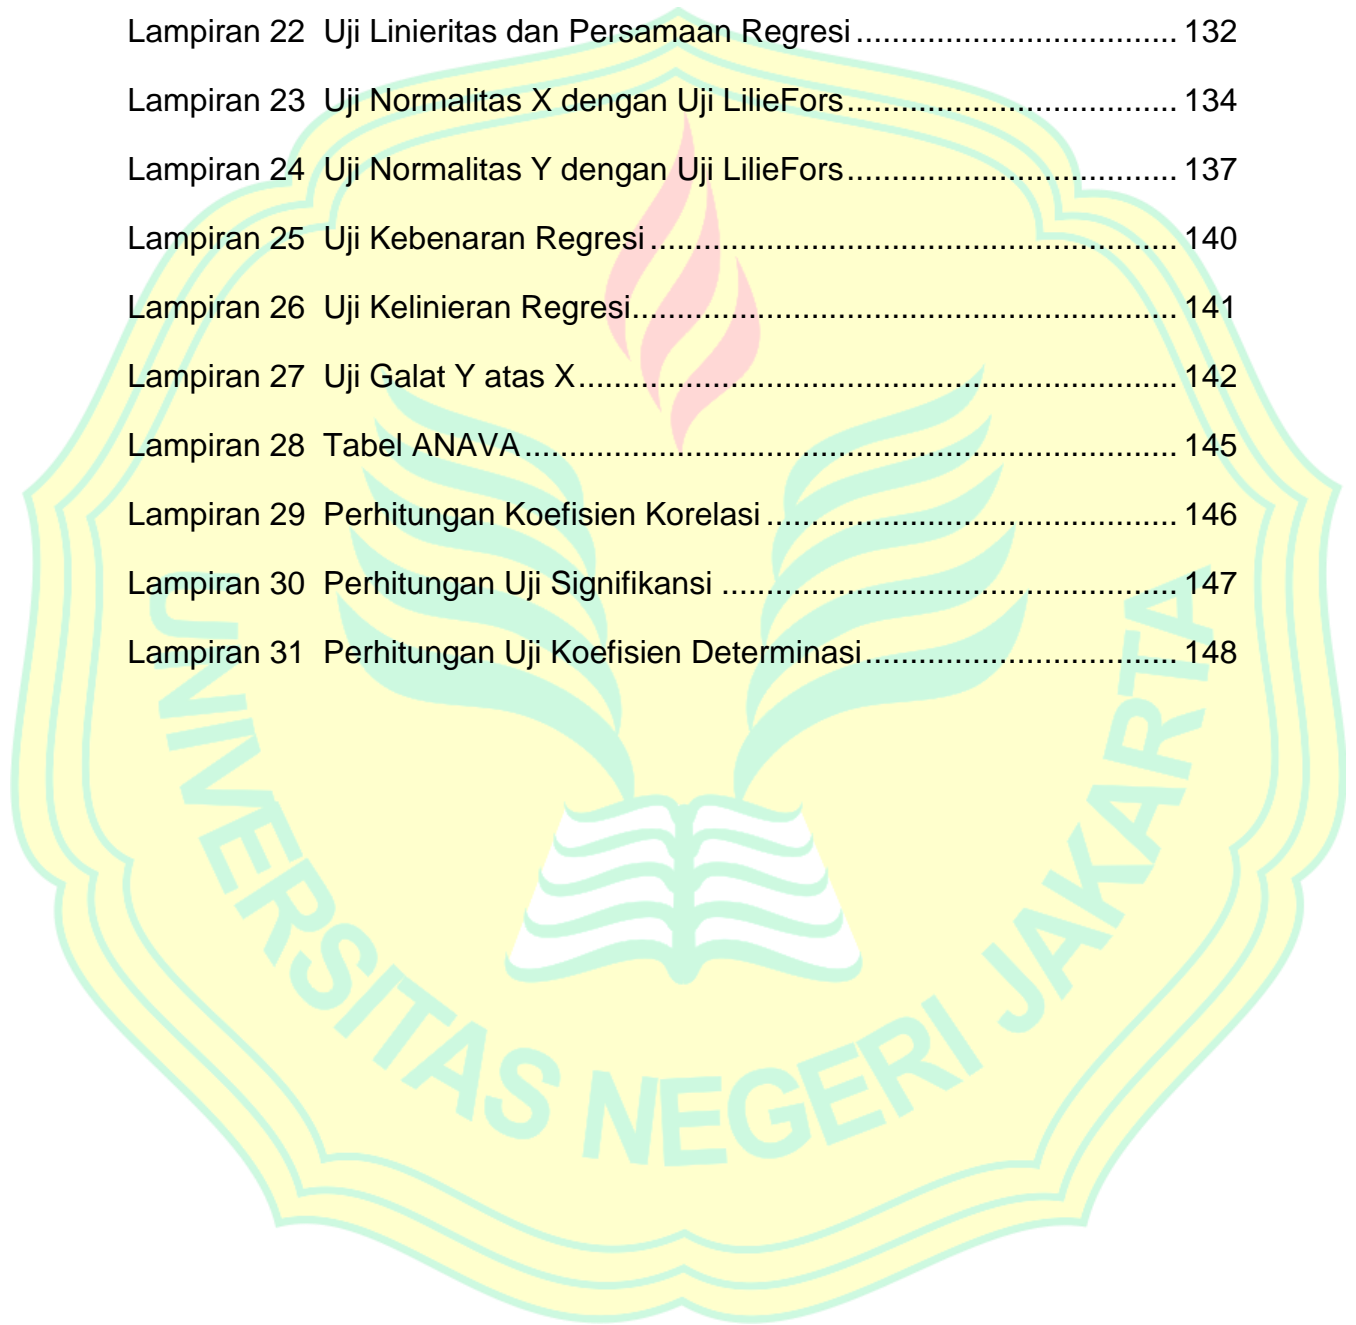 Lampiran 22 Uji Linieritas dan Persamaan Regresi.................................... 132
Lampiran 23 Uji Normalitas X dengan Uji LilieFors..................................... 134
Lampiran 24 Uji Normalitas Y dengan Uji LilieFors..................................... 137
Lampiran 25 Uji Kebenaran Regresi........................................................... 140
Lampiran 26 Uji Kelinieran Regresi............................................................. 141
Lampiran 27 Uji Galat Y atas X................................................................... 142
Lampiran 28 Tabel ANAVA......................................................................... 145
Lampiran 29 Perhitungan Koefisien Korelasi.............................................. 146
Lampiran 30 Perhitungan Uji Signifikansi ................................................... 147
Lampiran 31 Perhitungan Uji Koefisien Determinasi................................... 148
UNIVERSITAS NEGERI JAKARTA